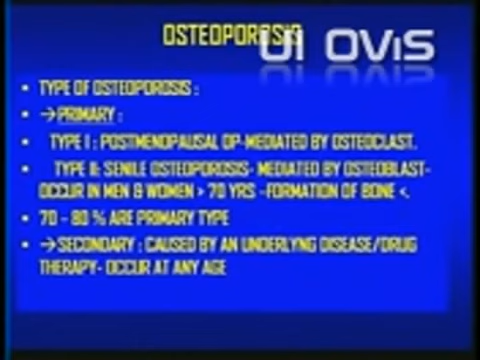 OSTEOPOROSIS
UI OViS
• TYPE OF OSTEOPOROSIS :
• →PRIMARY :
• TYPE I : POSTMENOPAUSAL OP-MEDIATED BY OSTEOCLAST.
• TYPE II: SENILE OSTEOPOROSIS- MEDIATED BY OSTEOBLAST-
OCCUR IN MEN & WOMEN > 70 YRS -FORMATION OF BONE <.
• 70 - 80 % ARE PRIMARY TYPE
• →SECONDARY : CAUSED BY AN UNDERLYNG DISEASE/DRUG
THERAPY- OCCUR AT ANY AGE